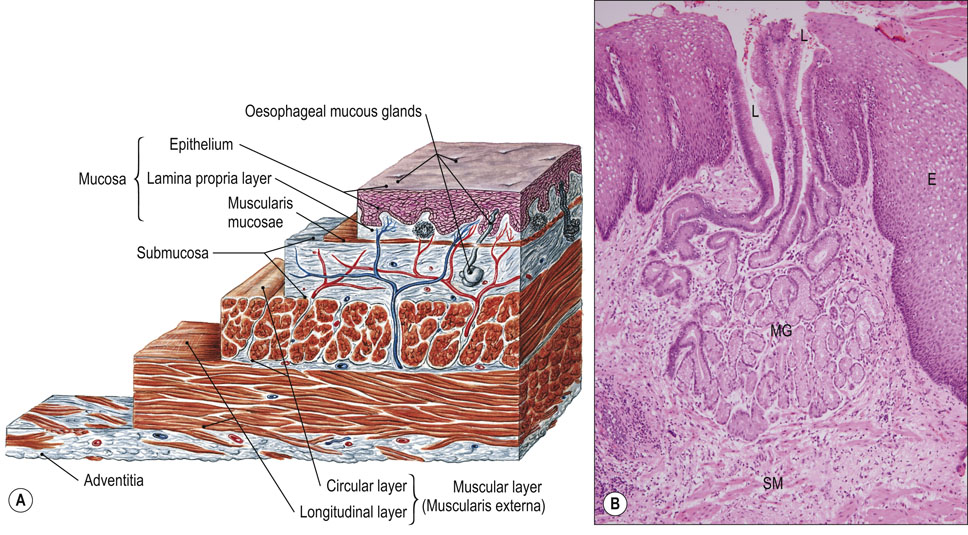 Oesophageal mucous glands
Epithelium
Mucosa
Lamina propria layer
Muscularis
mucosae
Submucosa
Adventitia
Circular layer
Longitudinal layer
Muscular layer
(Muscularis externa)
A
L
L
E
MG
SM
B